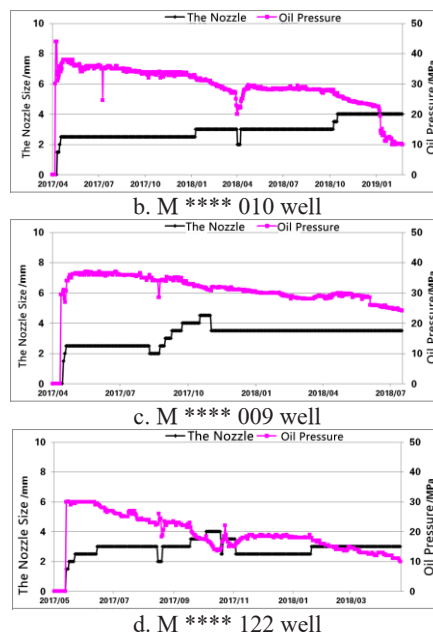 The Nozzle Oil Pressure
10 50
8 40
6 30
4 20
2 10
0 0
The Nozzle Size/mm
Oil Pressure/MPa
2017/04 2017/07 2017/10 2018/01 2018/04 2018/07 2018/10 2019/01
b. M **** 010 well
The Nozzle Oil Pressure
10 50
8 40
6 30
4 20
2 10
0 0
The Nozzle Size /mm
Oil Pressure/MPa
2017/04 2017/07 2017/10 2018/01 2018/04 2018/07
c. M **** 009 well
The Nozzle Oil Pressure
10 50
8 40
6 30
4 20
2 10
0 0
The Nozzle Size /mm
Oil Pressure /MPa
2017/05 2017/07 2017/09 2017/11 2018/01 2018/03
d. M **** 122 well